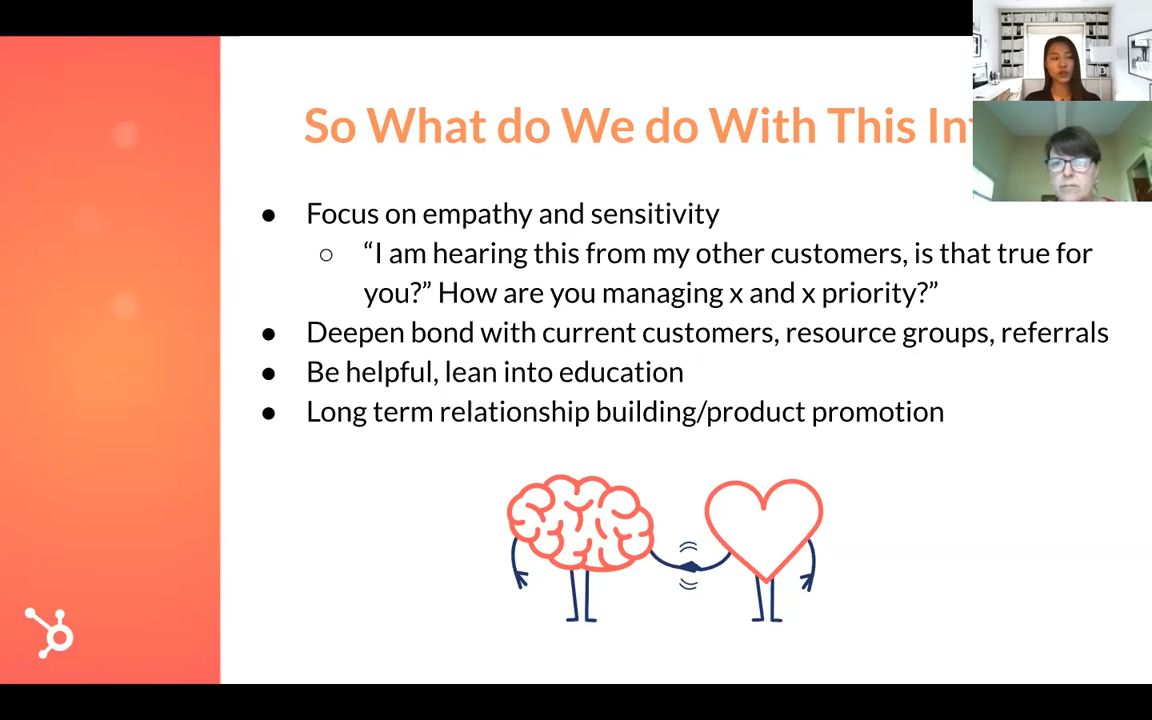 So What do We do With This
● Focus on empathy and sensitivity
○ “I am hearing this from my other customers, is that true for
you?” How are you managing x and x priority?”
● Deepen bond with current customers, resource groups, referrals
● Be helpful, lean into education
● Long term relationship building/product promotion